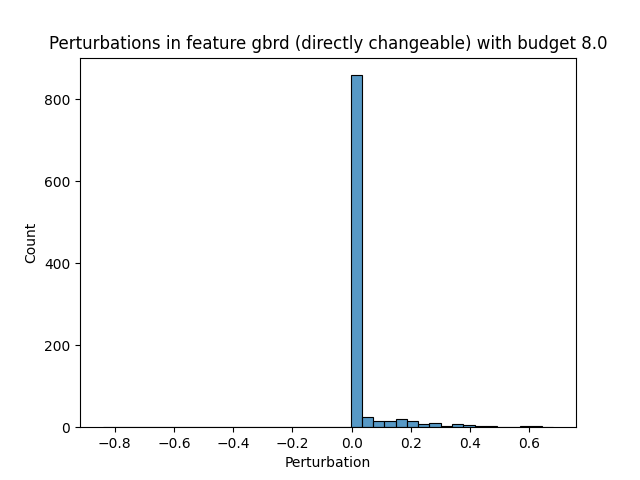 Perturbations in feature gbrd (directly changeable) with budget 8.0
800
600
400
200
0
Count
−0.8 −0.6 −0.4 −0.2 0.0 0.2 0.4 0.6
Perturbation